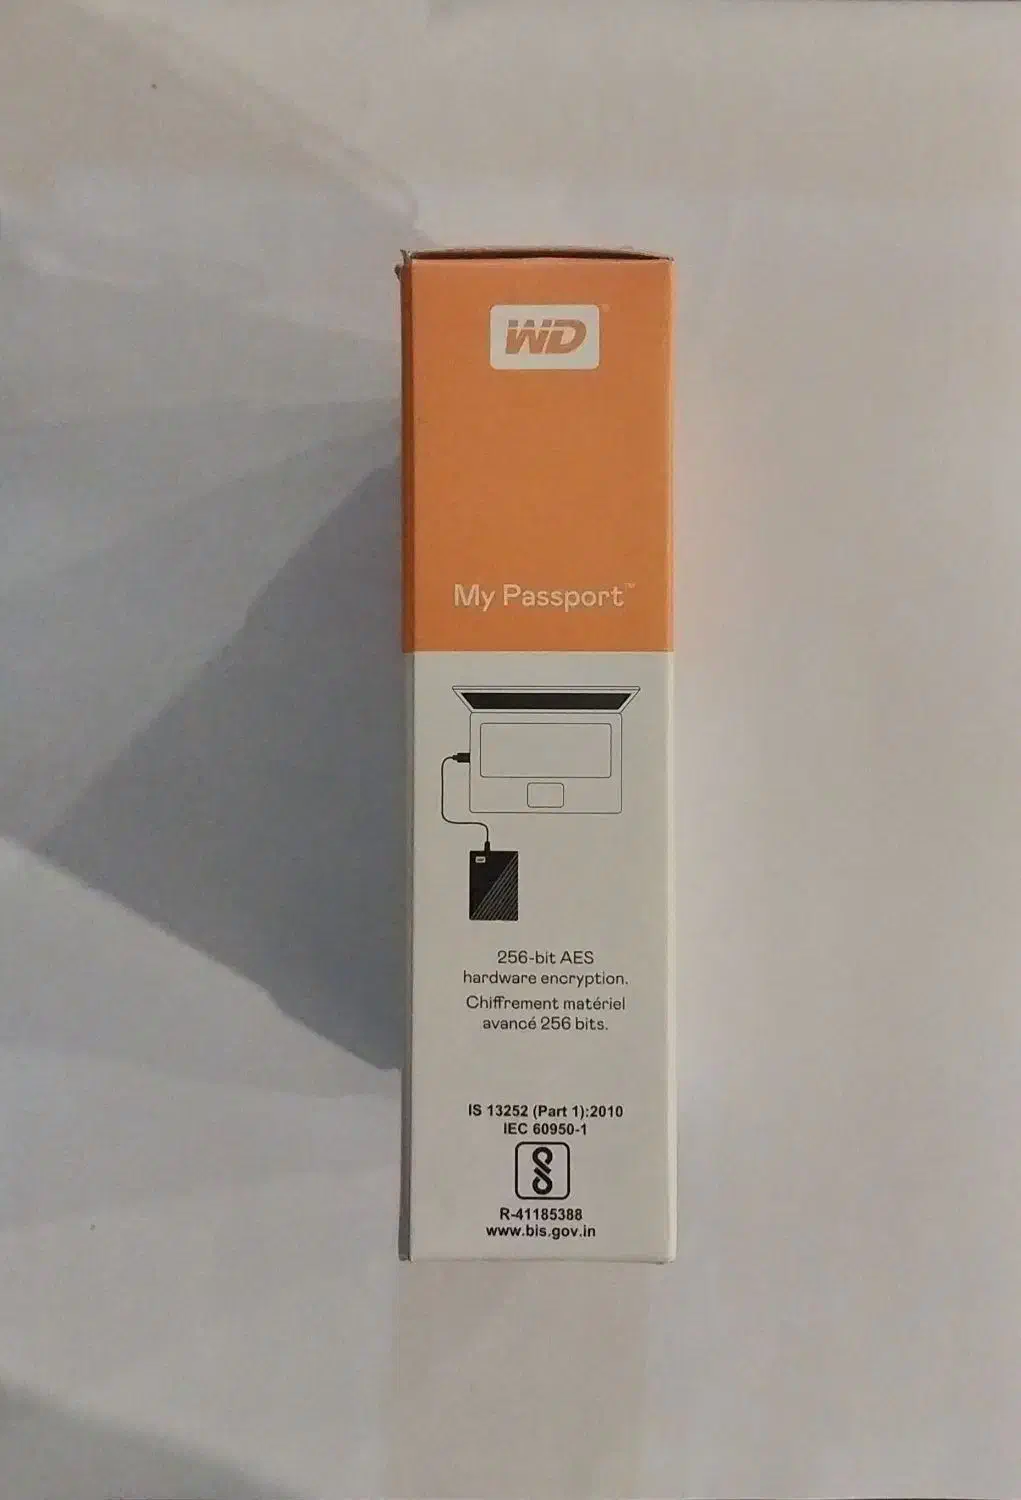 WD
My Passport™
256-bit AES
hardware encryption.
Chiffrement matériel
avancé 256 bits.
IS 13252 (Part 1):2010
IEC 60950-1
R-41185388
www.bis.gov.in